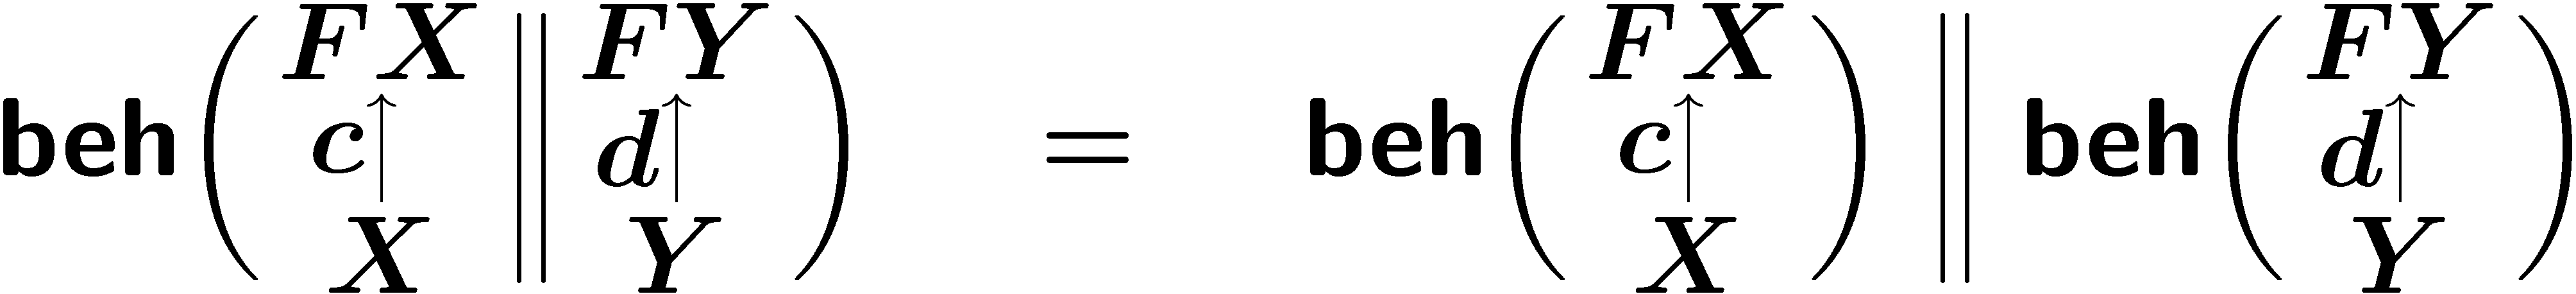 beh( FX ↑ c X ‖ FY ↑ d Y ) = beh( FX ↑ c X ) ‖ beh( FY ↑ d Y )